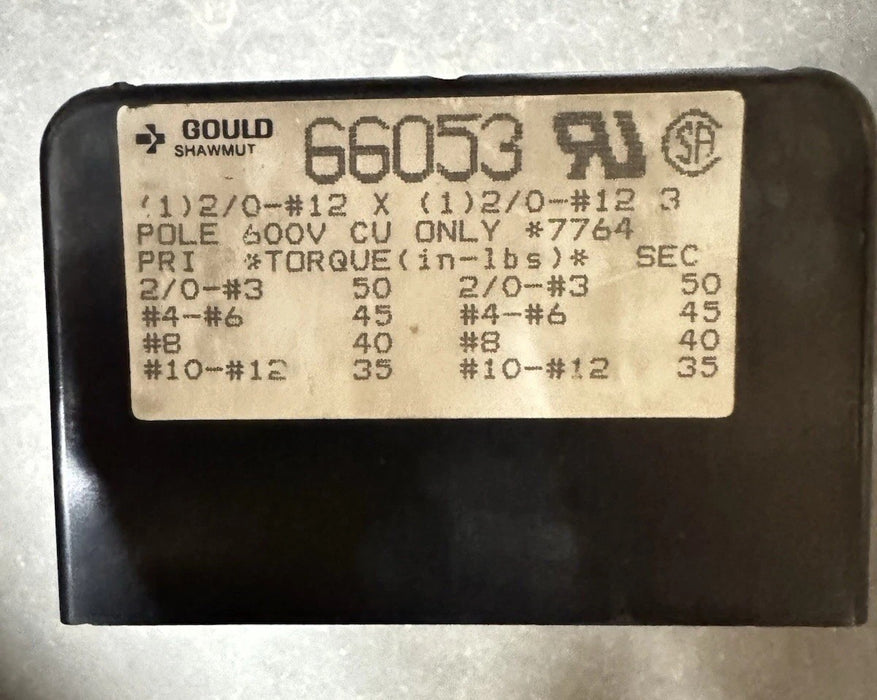 GOULD
SHAWMUT
66053
RU
SA
(1)2/0-#12 X (1)2/0-#12 3
POLE 600V CU ONLY *7764
PRI *TORQUE(in-lbs)* SEC
2/0-#3 50 2/0-#3 50
#4-#6 45 #4-#6 45
#8 40 #8 40
#10-#12 35 #10-#12 35